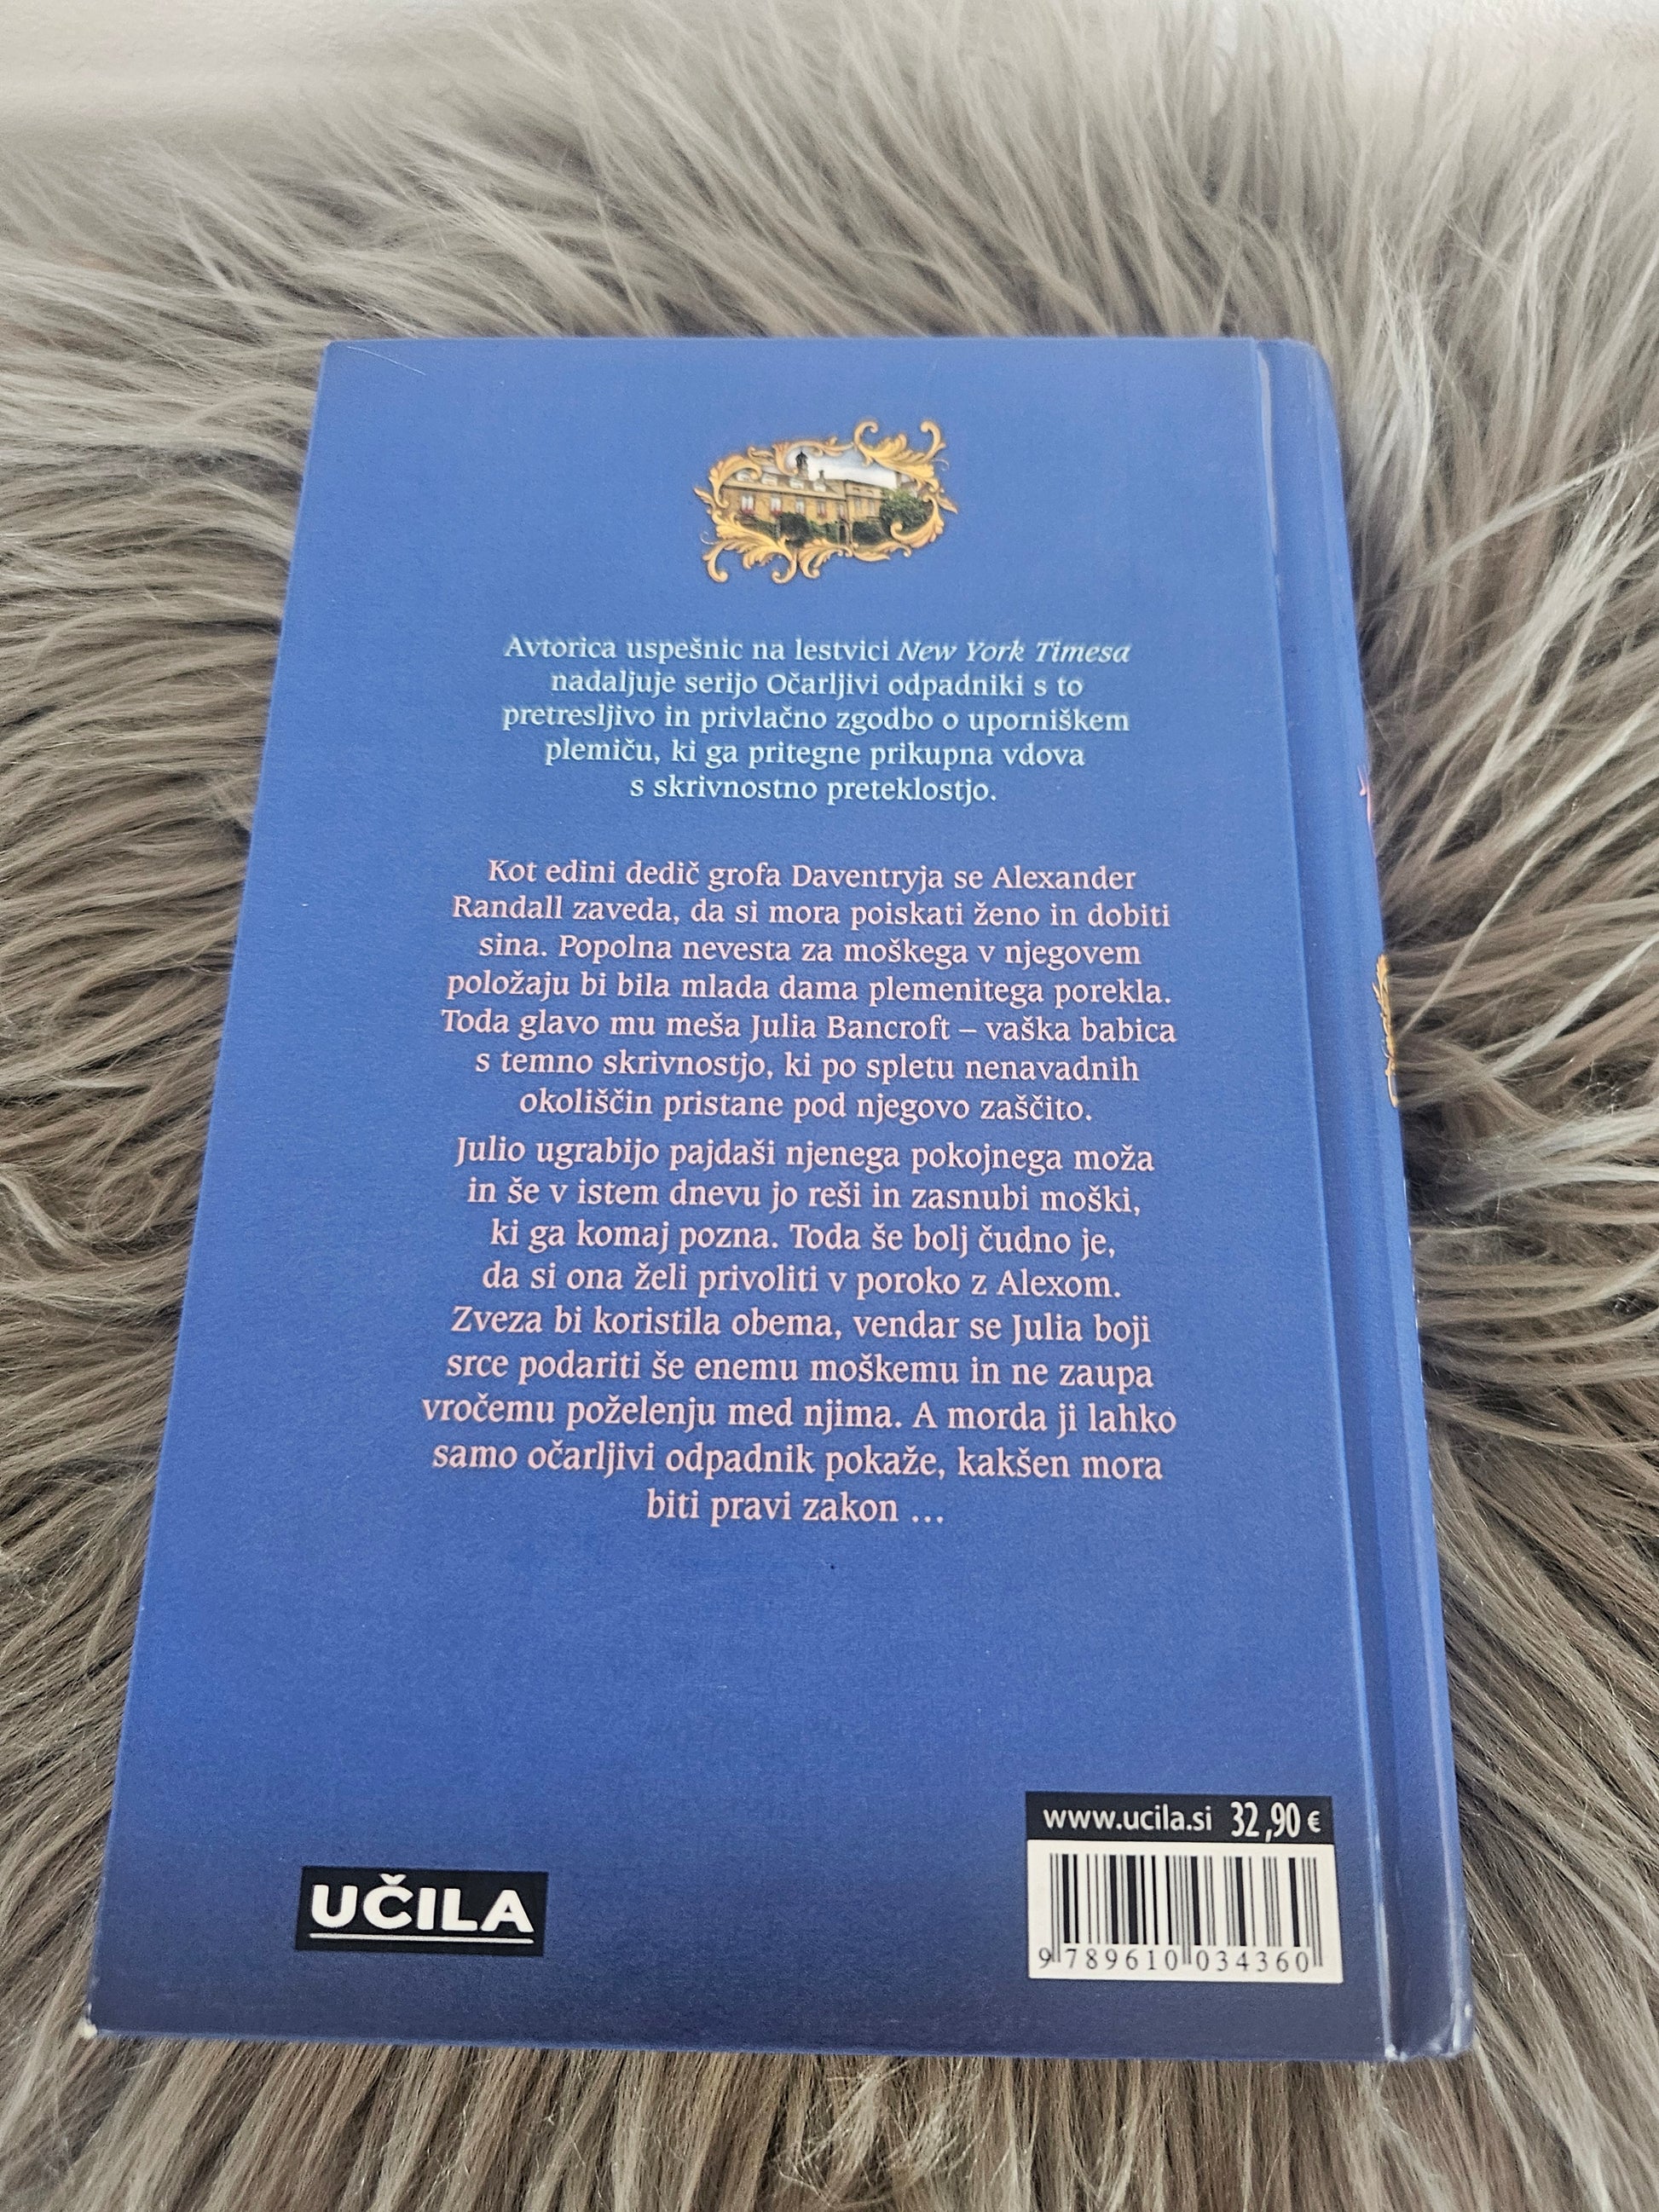 Avtorica uspešnic na lestvici New York Timesa
nadaljuje serijo Očarljivi odpadniki s to
pretresljivo in privlačno zgodbo o uporniškem
plemiču, ki ga pritegne prikupna vdova
s skrivnostno preteklostjo.
Kot edini dedič grofa Daventryja se Alexander
Randall zaveda, da si mora poiskati ženo in dobiti
sina. Popolna nevesta za moškega v njegovem
položaju bi bila mlada dama plemenitega porekla.
Toda glavo mu meša Julia Bancroft – vaška babica
s temno skrivnostjo, ki po spletu nenavadnih
okoliščin pristane pod njegovo zaščito.
Julio ugrabijo pajdaši njenega pokojnega moža
in še v istem dnevu jo reši in zasnubi moški,
ki ga komaj pozna. Toda še bolj čudno je,
da si ona želi privoliti v poroko z Alexom.
Zveza bi koristila obema, vendar se Julia boji
srce podariti še enemu moškemu in ne zaupa
vročemu poželenju med njima. A morda ji lahko
samo očarljivi odpadnik pokaže, kakšen mora
biti pravi zakon ...
www.ucila.si 32,90 €
UČILA
9 789610 034360